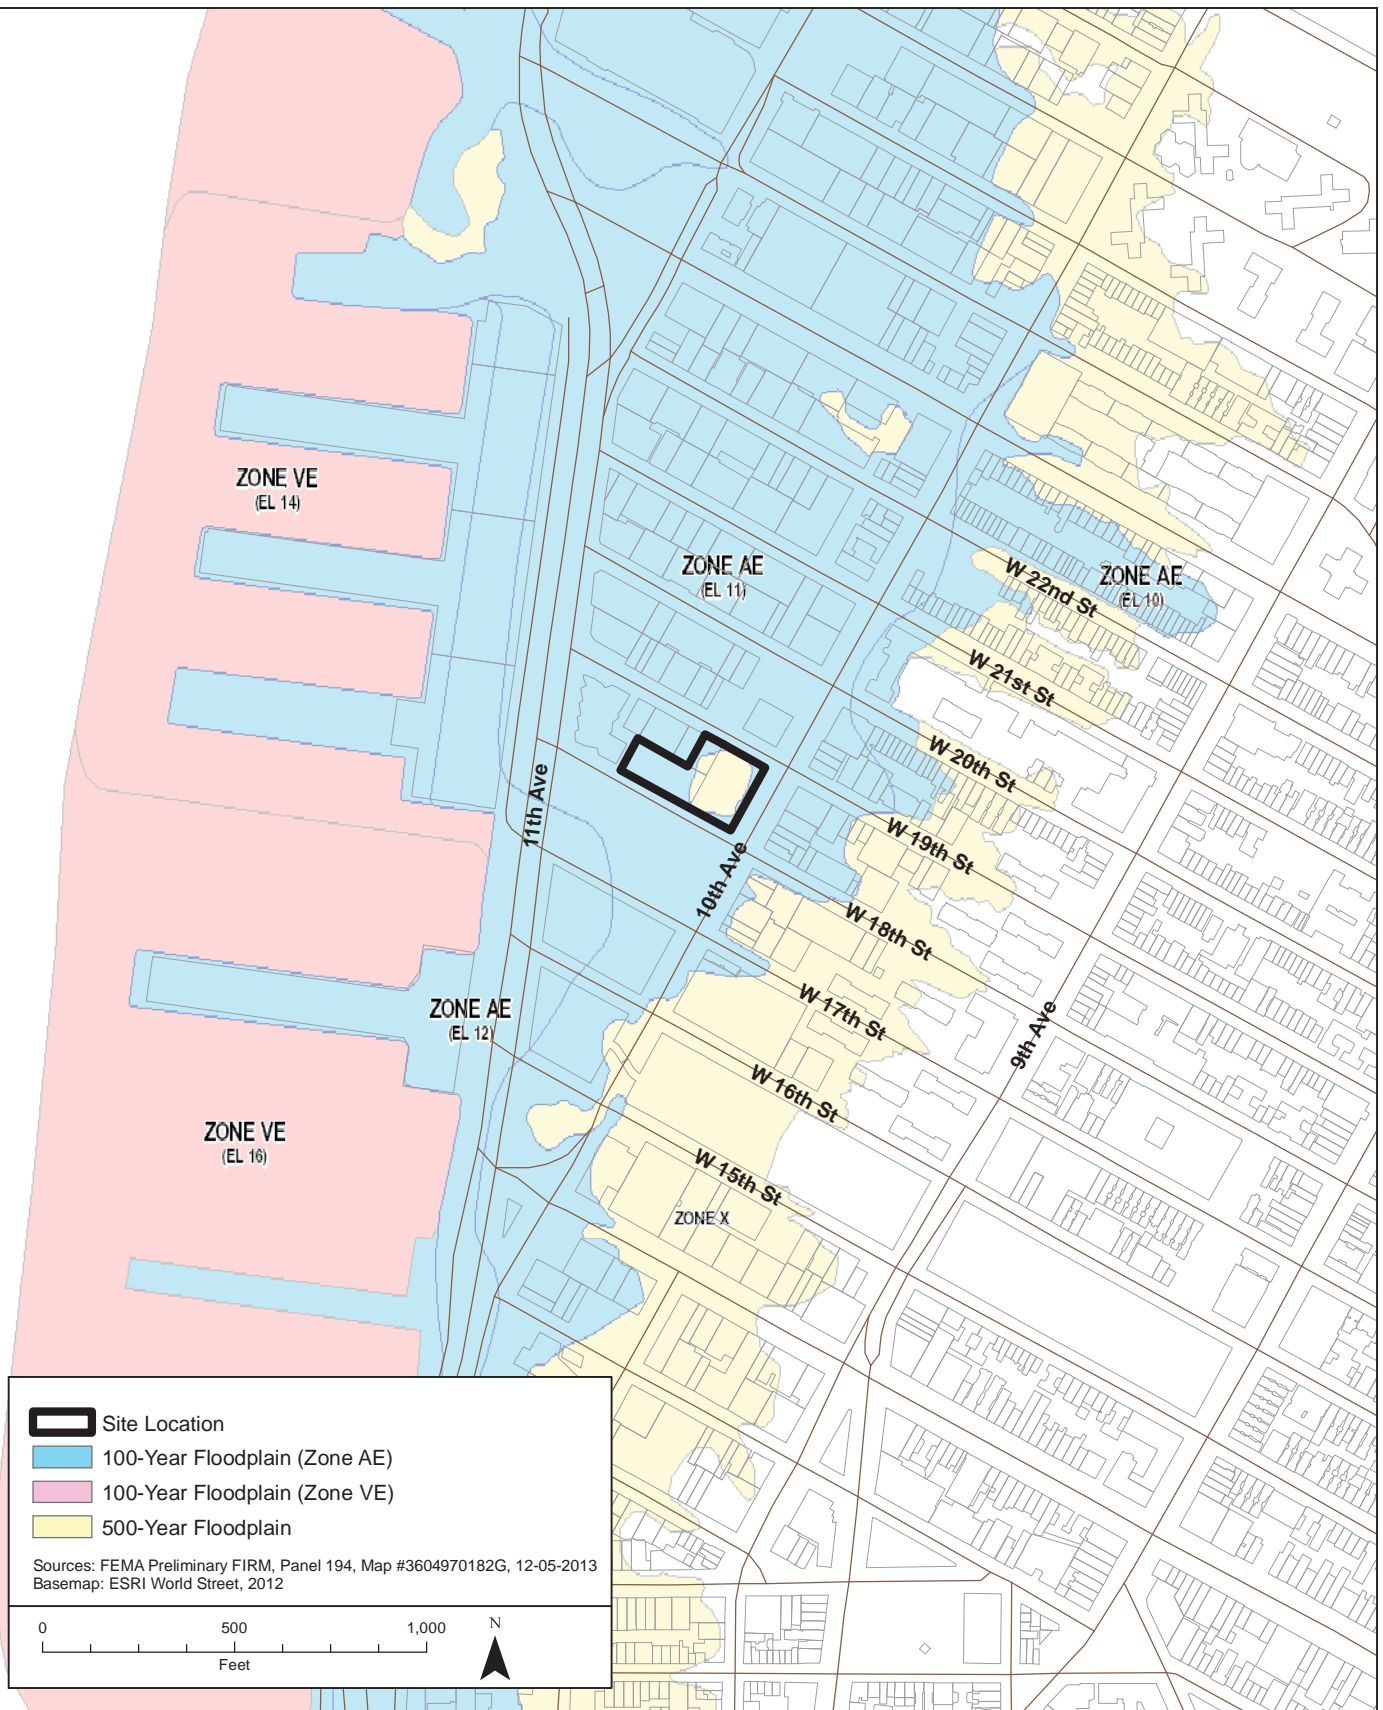 ZONE VE
(EL 14)
ZONE AE
(EL 11)
ZONE AE
(EL 10)
W 22nd St
W 21st St
W 20th St
W 19th St
W 18th St
W 17th St
W 16th St
W 15th St
11th Ave
10th Ave
9th Ave
ZONE AE
(EL 12)
ZONE VE
(EL 16)
ZONE X
Site Location
100-Year Floodplain (Zone AE)
100-Year Floodplain (Zone VE)
500-Year Floodplain
Sources: FEMA Preliminary FIRM, Panel 194, Map #3604970182G, 12-05-2013
Basemap: ESRI World Street, 2012
0 500 1,000
Feet
N